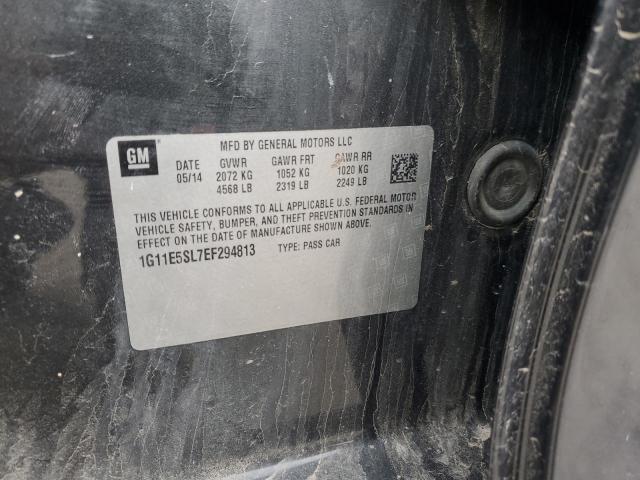 GM
MFD BY GENERAL MOTORS LLC
DATE GVWR GAWR FRT GAWR RR
05/14 2072 KG 1052 KG 1020 KG
4568 LB 2319 LB 2249 LB
THIS VEHICLE CONFORMS TO ALL APPLICABLE U.S. FEDERAL MOTOR
VEHICLE SAFETY, BUMPER, AND THEFT PREVENTION STANDARDS IN
EFFECT ON THE DATE OF MANUFACTURE SHOWN ABOVE.
1G11E5SL7EF294813 TYPE: PASS CAR